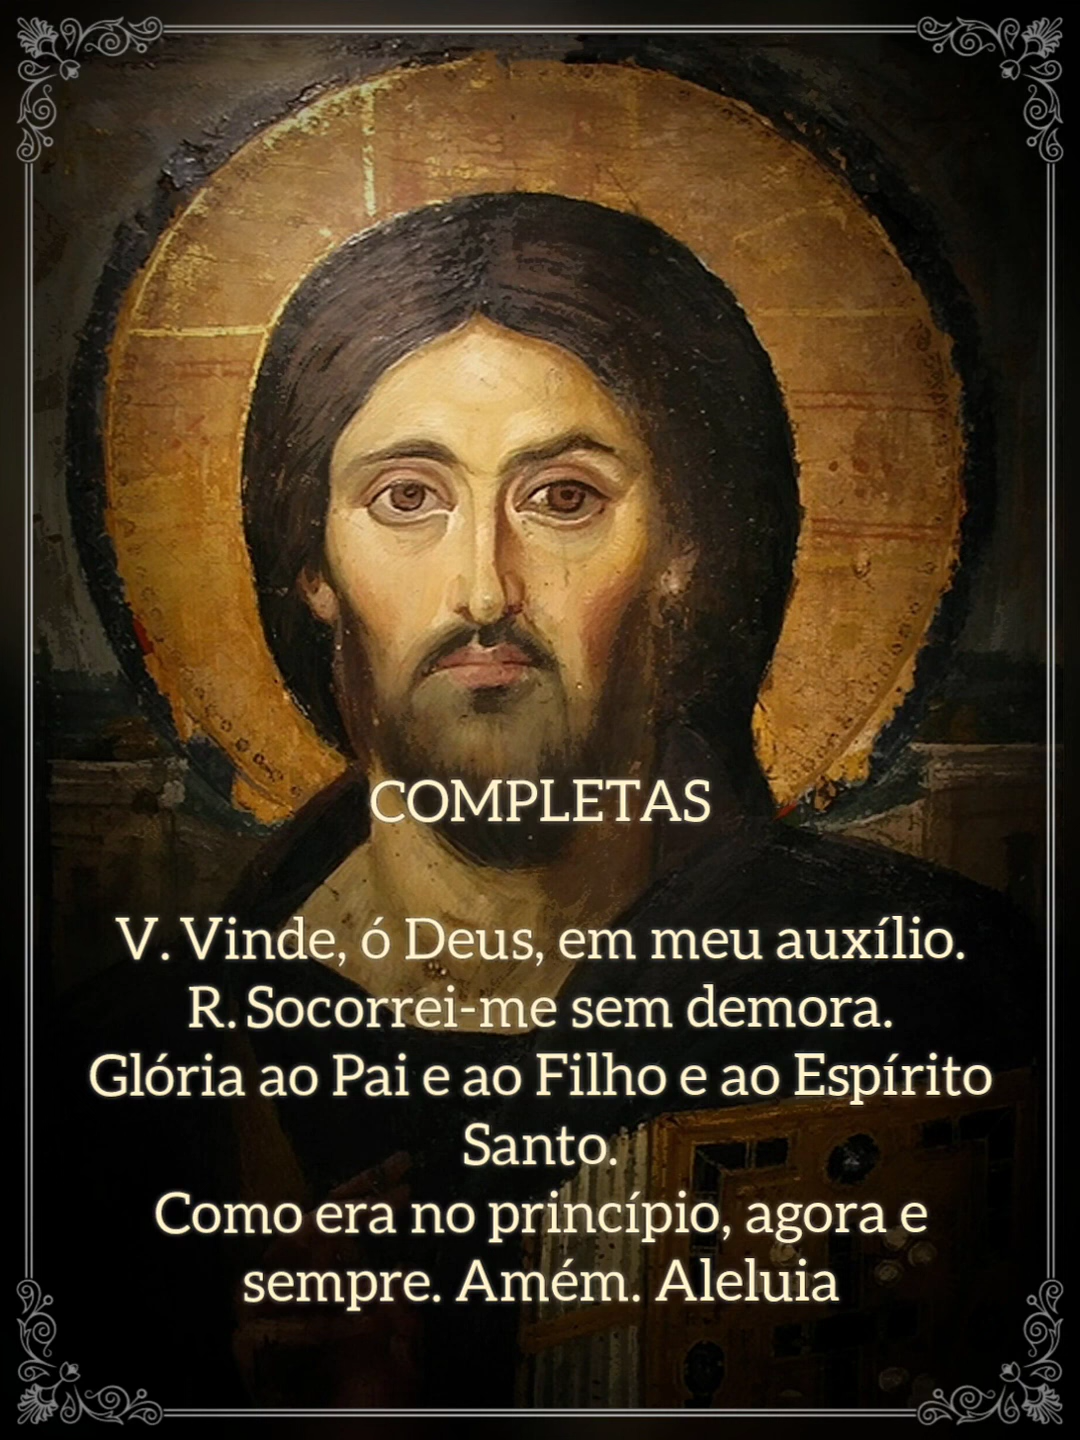 COMPLETAS
V. Vinde, ó Deus, em meu auxílio.
R. Socorrei-me sem demora.
Glória ao Pai e ao Filho e ao Espírito
Santo.
Como era no princípio, agora e
sempre. Amém. Aleluia